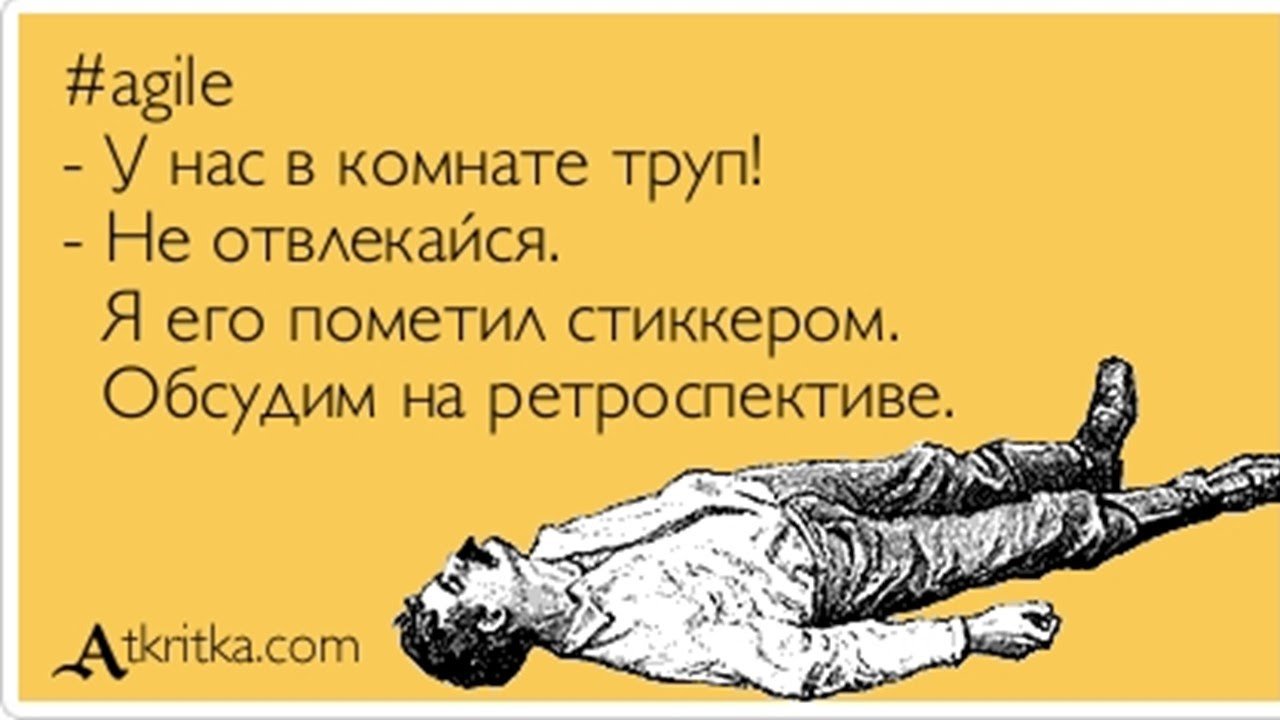 #agile
- У нас в комнате труп!
- Не отвлекайся.
Я его пометил стиккером.
Обсудим на ретроспективе.
Atkritka.com